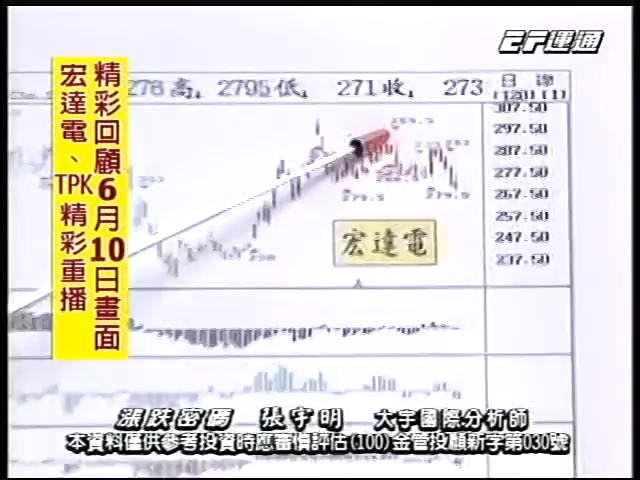 運通
278高 2795低 271收 273
日線
(120) (1)
307.50
297.50
287.50
277.50
267.50
257.50
247.50
237.50
精彩回顧6月10日畫面
宏達電、TPK精彩重播
宏達電
漲跌密碼 張宇明 大宇國際分析師
本資料僅供參考投資時應審慎評估(100)金管投顧新字第030號